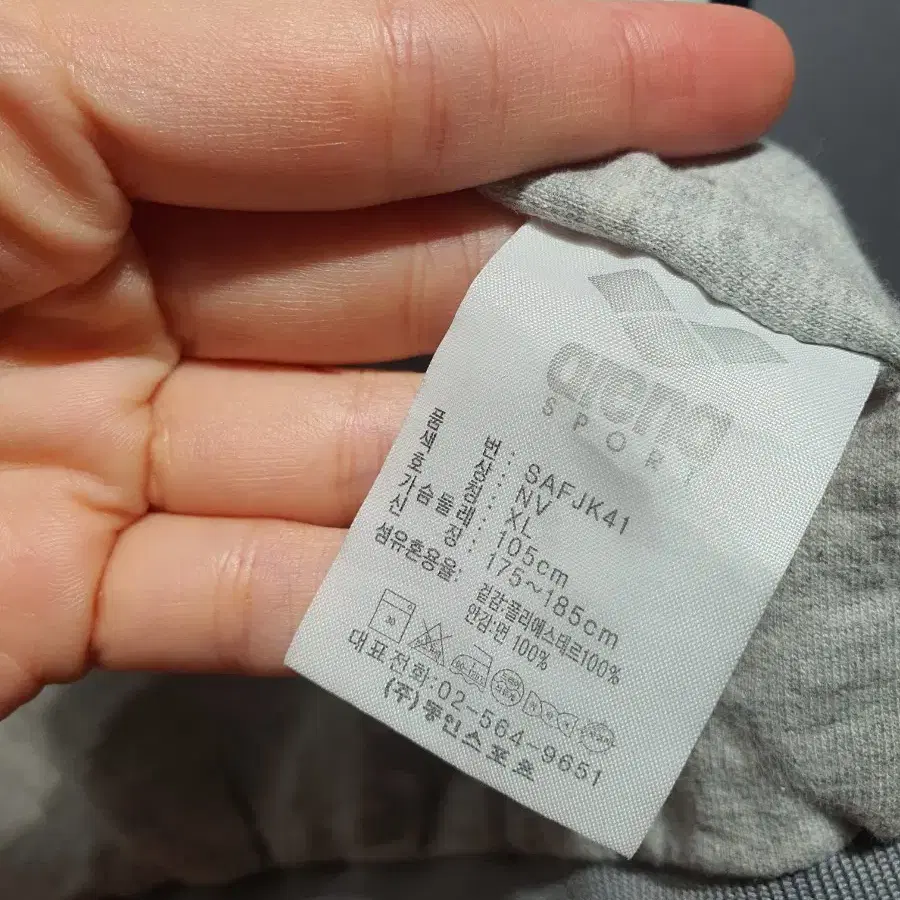 arena
SPORT
품 번 : SAFJK41
색 상 : NV
호 칭 : XL
가슴둘레 : 105cm
신 장 : 175~185cm
섬유혼용율: 겉감:폴리에스테르100%
안감:면 100%
30
대표전화:02-564-9651
(주)동인스포츠